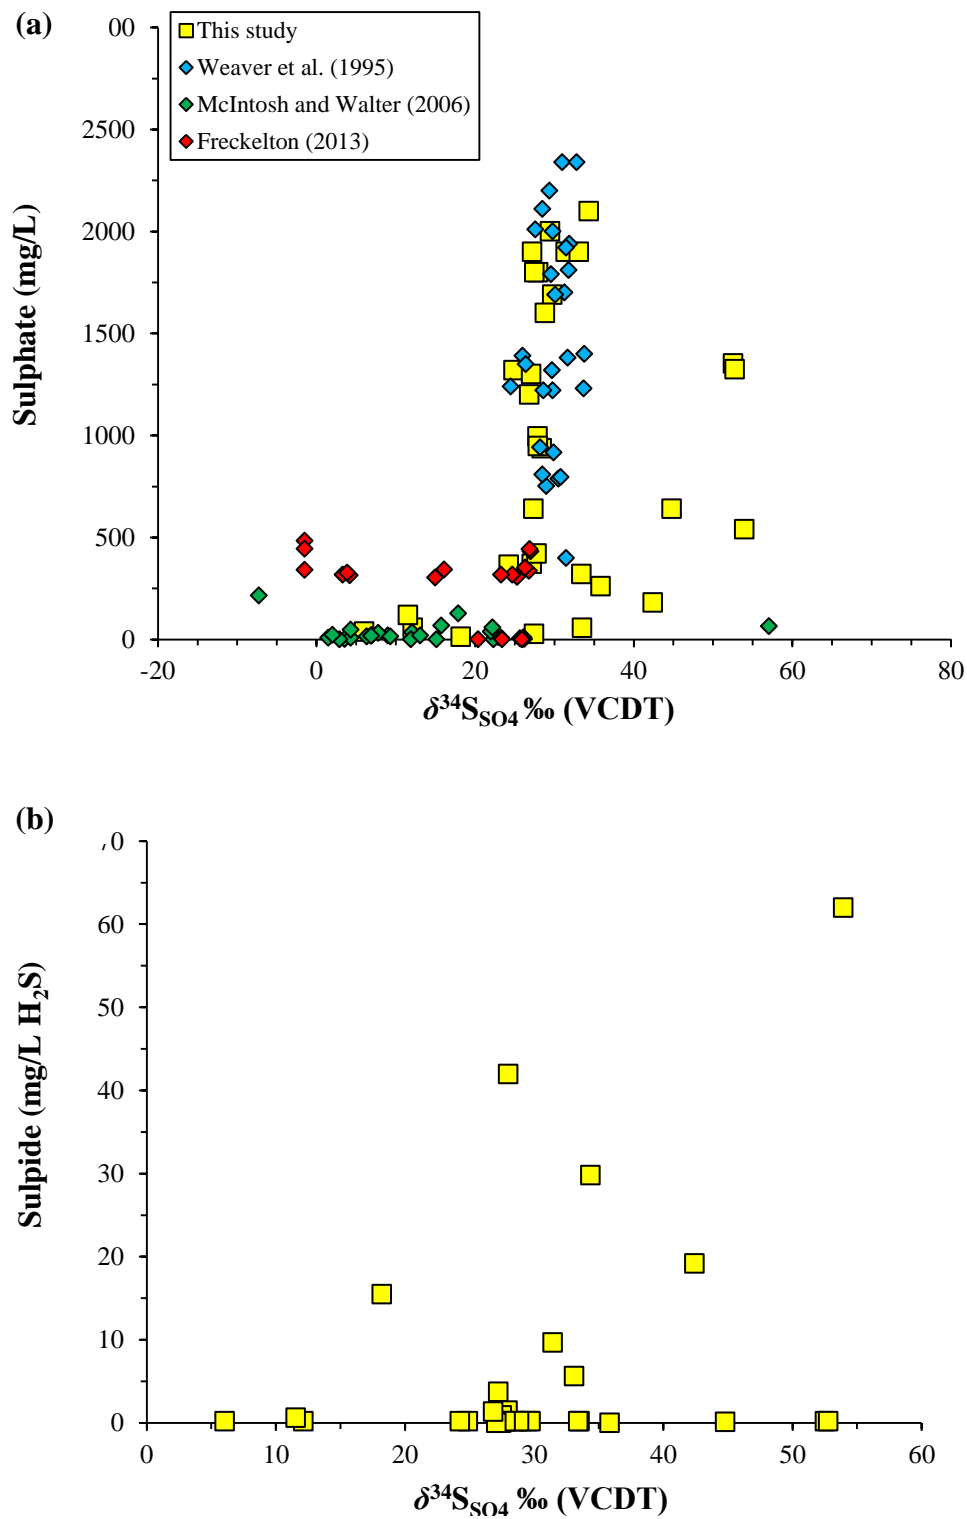 (a)
00
This study
Weaver et al. (1995)
McIntosh and Walter (2006)
Freckelton (2013)
2500
2000
1500
1000
500
0
Sulphate (mg/L)
-20 0 20 40 60 80
δ³⁴S_SO4 ‰ (VCDT)
(b)
,0
60
50
40
30
20
10
0
Sulpide (mg/L H₂S)
0 10 20 30 40 50 60
δ³⁴S_SO4 ‰ (VCDT)